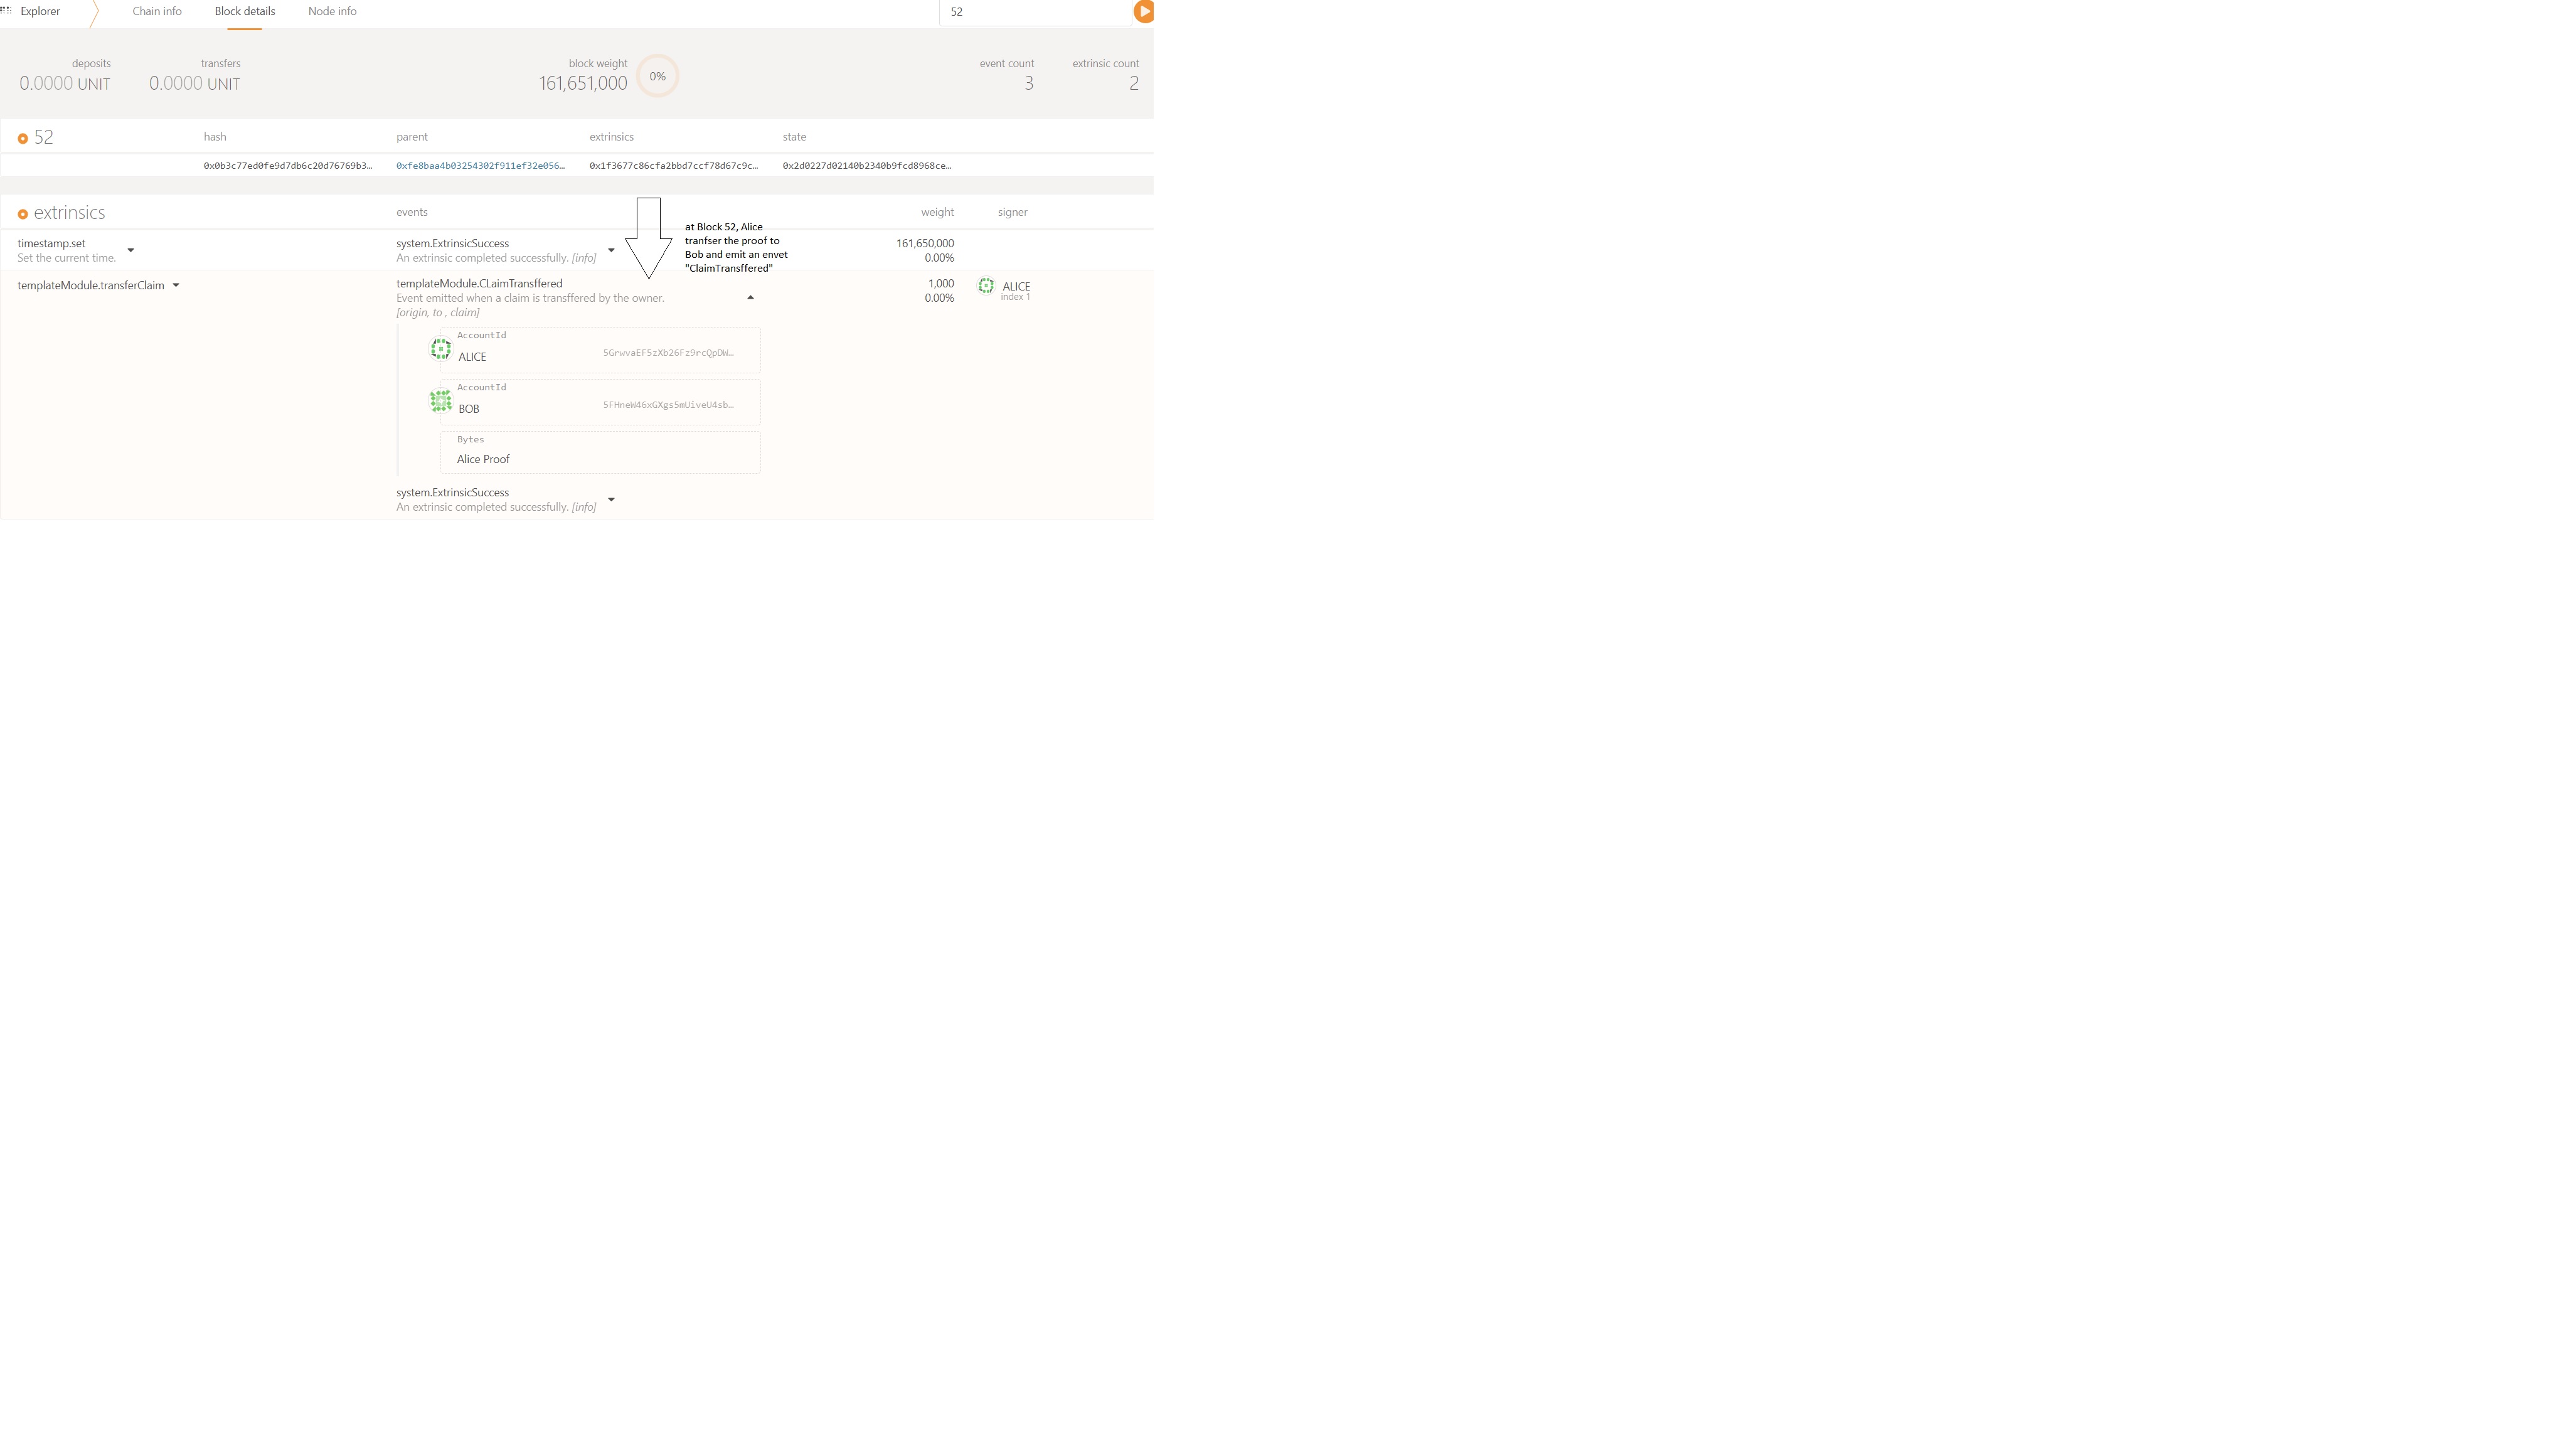 Explorer Chain info Block details Node info 52
deposits transfers block weight event count extrinsic count
0.0000 UNIT 0.0000 UNIT 161,651,000 0% 3 2
52 hash parent extrinsics state
0x0b3c77ed0fe9d7db6c20d76769b3… 0xfe8baa4b03254302f911ef32e056… 0x1f3677c86cfa2bbd7ccf78d67c9c… 0x2d0227d02140b2340b9fcd8968ce…
extrinsics events weight signer
at Block 52, Alice
tranfser the proof to
Bob and emit an envet
"ClaimTransffered"
timestamp.set system.ExtrinsicSuccess 161,650,000
Set the current time. An extrinsic completed successfully. [info] 0.00%
templateModule.transferClaim templateModule.CLaimTransffered 1,000 ALICE
Event emitted when a claim is transffered by the owner. 0.00% index 1
[origin, to , claim]
AccountId
ALICE 5GrwvaEF5zXb26Fz9rcQpDW…
AccountId
BOB 5FHneW46xGXgs5mUiveU4sb…
Bytes
Alice Proof
system.ExtrinsicSuccess
An extrinsic completed successfully. [info]